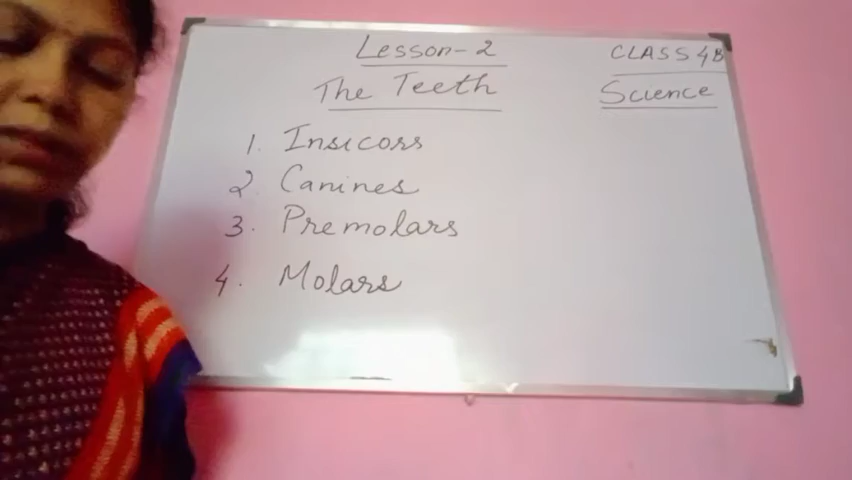 Lesson-2
CLASS 4B
The Teeth
Science
1. Insicors
2. Canines
3. Premolars
4. Molars